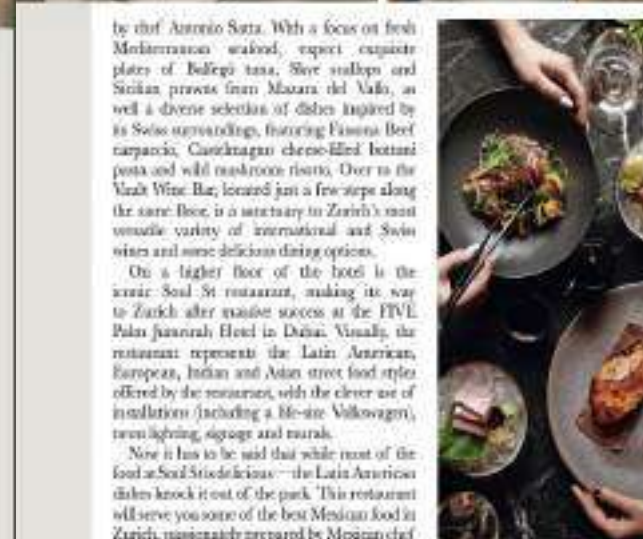 by chef Antonio Satta. With a focus on fresh
Mediterranean seafood, expect exquisite
plates of Balfegó tuna, Skye scallops and
Sicilian prawns from Mazara del Vallo, as
well a diverse selection of dishes inspired by
its Swiss surroundings, featuring Fassona Beef
carpaccio, Castelmagno cheese-filled bottoni
pasta and wild mushroom risotto. Over to the
Vault Wine Bar, located just a few steps along
the same floor, is a sanctuary to Zurich's most
versatile variety of international and Swiss
wines and some delicious dining options.
On a higher floor of the hotel is the
iconic Soul St restaurant, making its way
to Zurich after massive success at the FIVE
Palm Jumeirah Hotel in Dubai. Visually, the
restaurant represents the Latin American,
European, Indian and Asian street food styles
offered by the restaurant, with the clever use of
installations (including a life-size Volkswagen),
neon lighting, signage and murals.
Now it has to be said that while most of the
food at Soul St is delicious—the Latin American
dishes knock it out of the park. This restaurant
will serve you some of the best Mexican food in
Zurich, passionately prepared by Mexican chef